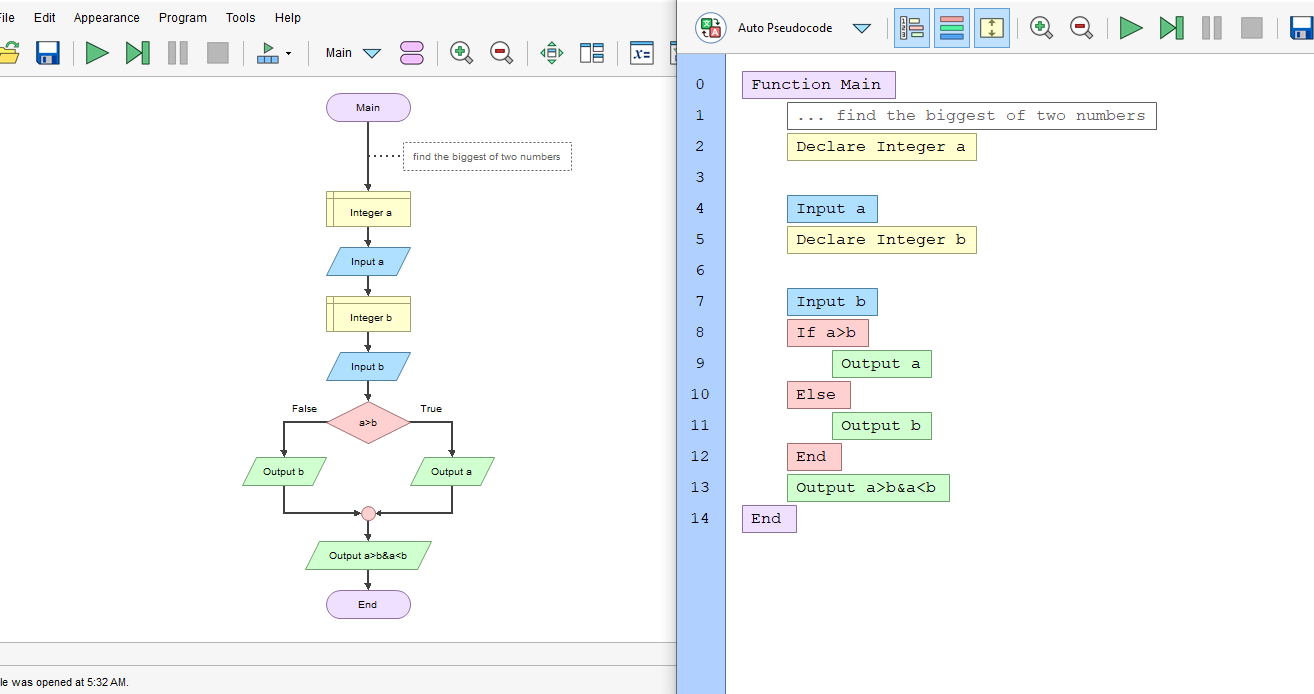 ile Edit Appearance Program Tools Help
Main
Main
find the biggest of two numbers
Integer a
Input a
Integer b
Input b
False True
a>b
Output b Output a
Output a>b&a<b
End
le was opened at 5:32 AM.
Auto Pseudocode
0 Function Main
1 ... find the biggest of two numbers
2 Declare Integer a
3
4 Input a
5 Declare Integer b
6
7 Input b
8 If a>b
9 Output a
10 Else
11 Output b
12 End
13 Output a>b&a<b
14 End